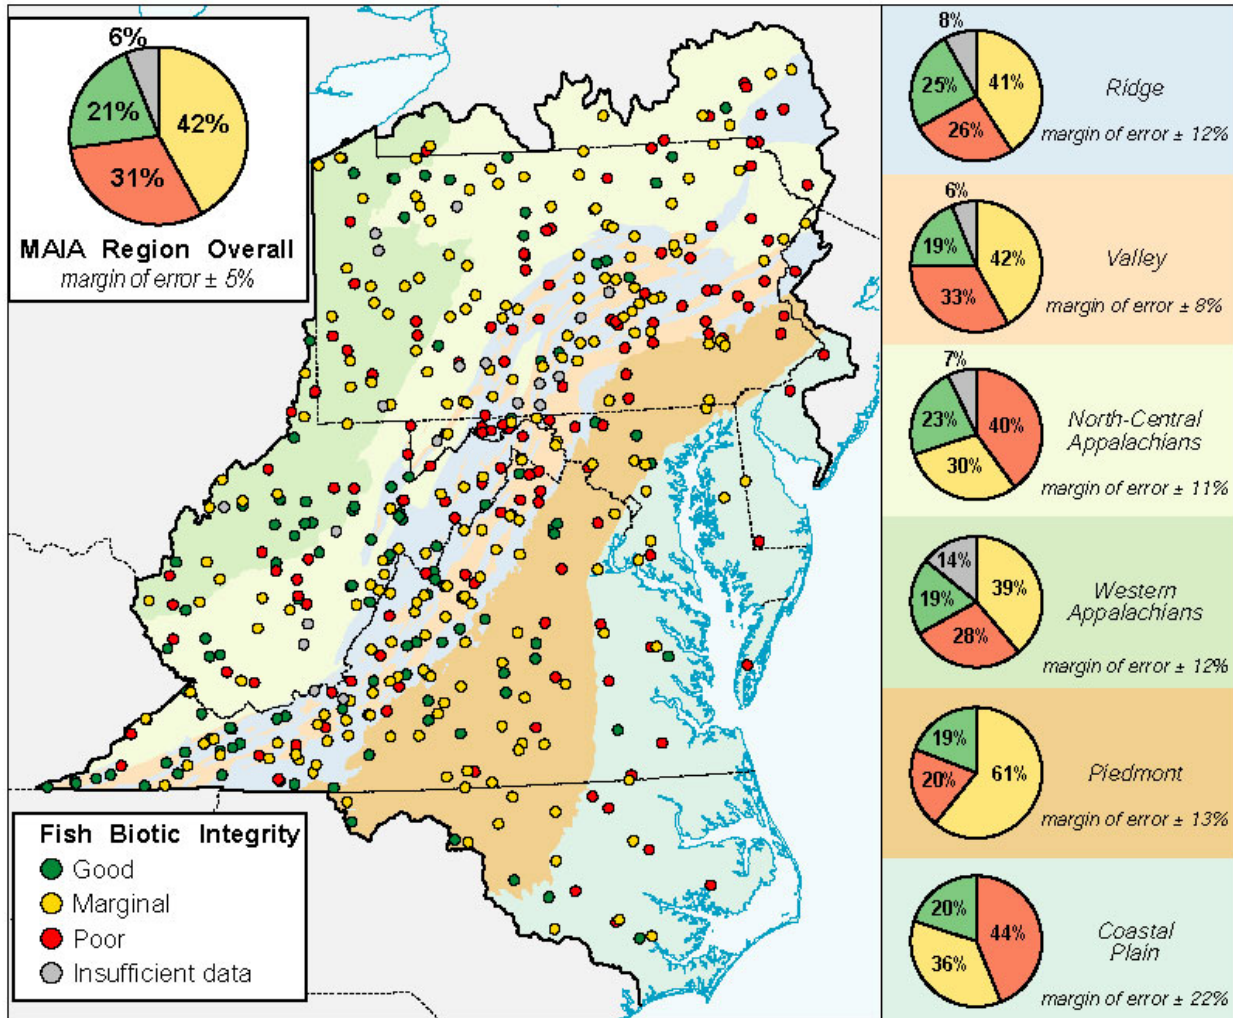 6%
21%
42%
31%
MAIA Region Overall
margin of error ± 5%
Fish Biotic Integrity
Good
Marginal
Poor
Insufficient data
8%
25%
41%
26%
Ridge
margin of error ± 12%
6%
19%
42%
33%
Valley
margin of error ± 8%
7%
23%
40%
30%
North-Central
Appalachians
margin of error ± 11%
14%
39%
19%
28%
Western
Appalachians
margin of error ± 12%
19%
61%
20%
Piedmont
margin of error ± 13%
20%
44%
36%
Coastal
Plain
margin of error ± 22%